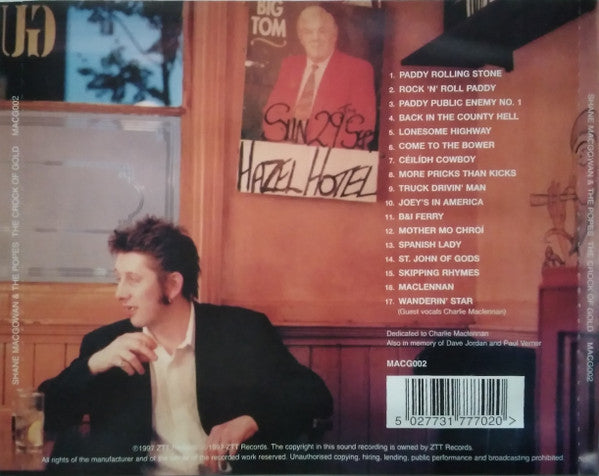 BIG
TOM
SUN 29TH SEP
HAZEL HOTEL
1. PADDY ROLLING STONE
2. ROCK 'N' ROLL PADDY
3. PADDY PUBLIC ENEMY NO. 1
4. BACK IN THE COUNTY HELL
5. LONESOME HIGHWAY
6. COME TO THE BOWER
7. CÉILÍDH COWBOY
8. MORE PRICKS THAN KICKS
9. TRUCK DRIVIN' MAN
10. JOEY'S IN AMERICA
11. B&I FERRY
12. MOTHER MO CHROÍ
13. SPANISH LADY
14. ST. JOHN OF GODS
15. SKIPPING RHYMES
16. MACLENNAN
17. WANDERIN' STAR
(Guest vocals Charlie Maclennan)
Dedicated to Charlie Maclennan
Also in memory of Dave Jordan and Paul Verner
MACG002
5 027731 777020 >
℗1997 ZTT Records. 1997 ZTT Records. The copyright in this sound recording is owned by ZTT Records.
All rights of the manufacturer and of the owner of the recorded work reserved. Unauthorised copying, hiring, lending, public performance and broadcasting prohibited.
SHANE MACGOWAN & THE POPES THE CROCK OF GOLD MACG002
SHANE MACGOWAN & THE POPES THE CROCK OF GOLD MACG002